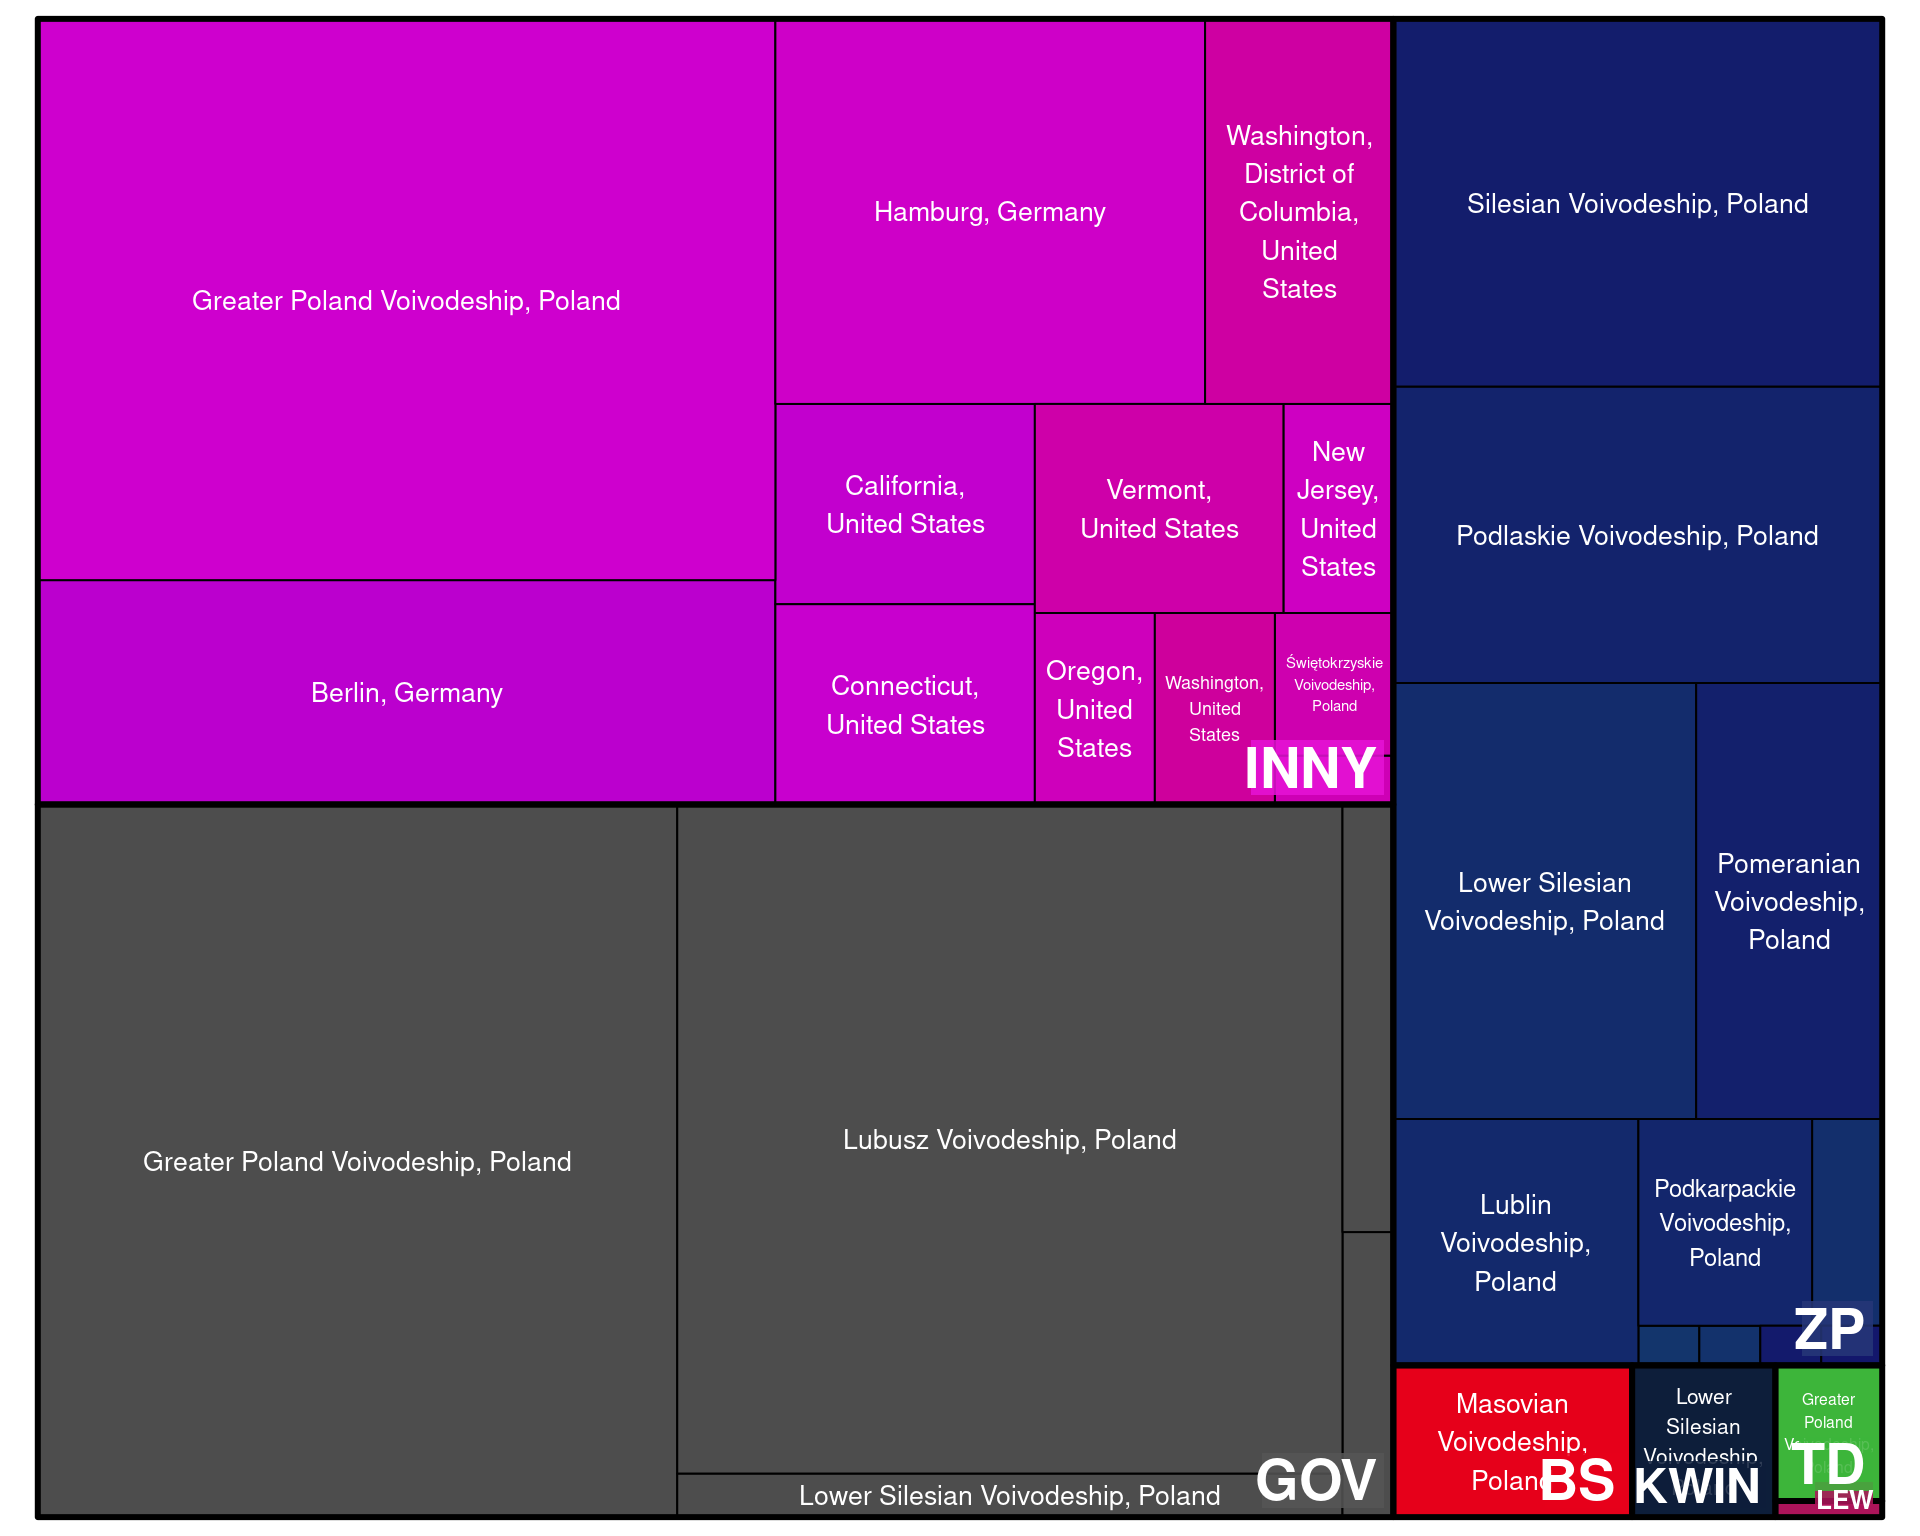 Greater Poland Voivodeship, Poland
Berlin, Germany
Hamburg, Germany
Washington,
District of
Columbia,
United
States
California,
United States
Connecticut,
United States
Vermont,
United States
New
Jersey,
United
States
Oregon,
United
States
Washington,
United
States
Świętokrzyskie
Voivodeship,
Poland
INNY
Greater Poland Voivodeship, Poland
Lubusz Voivodeship, Poland
Lower Silesian Voivodeship, Poland
GOV
Silesian Voivodeship, Poland
Podlaskie Voivodeship, Poland
Lower Silesian
Voivodeship, Poland
Pomeranian
Voivodeship,
Poland
Lublin
Voivodeship,
Poland
Podkarpackie
Voivodeship,
Poland
ZP
Masovian
Voivodeship,
Poland
BS
Lower
Silesian
Voivodeship,
KWIN
Greater
Poland
TD
LEW